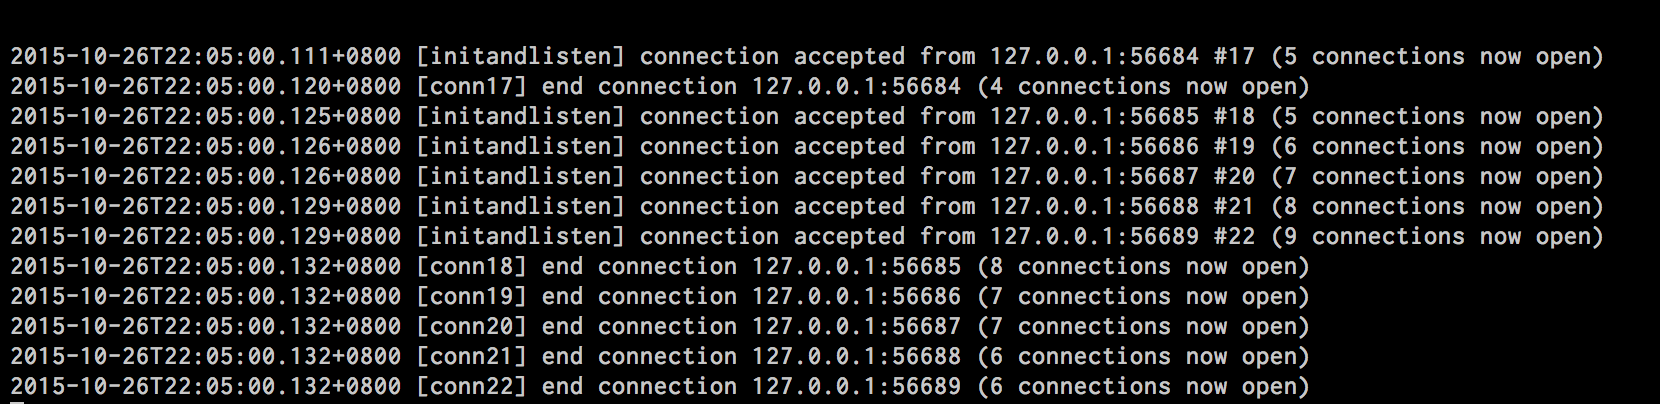 2015-10-26T22:05:00.111+0800 [initandlisten] connection accepted from 127.0.0.1:56684 #17 (5 connections now open)
2015-10-26T22:05:00.120+0800 [conn17] end connection 127.0.0.1:56684 (4 connections now open)
2015-10-26T22:05:00.125+0800 [initandlisten] connection accepted from 127.0.0.1:56685 #18 (5 connections now open)
2015-10-26T22:05:00.126+0800 [initandlisten] connection accepted from 127.0.0.1:56686 #19 (6 connections now open)
2015-10-26T22:05:00.126+0800 [initandlisten] connection accepted from 127.0.0.1:56687 #20 (7 connections now open)
2015-10-26T22:05:00.129+0800 [initandlisten] connection accepted from 127.0.0.1:56688 #21 (8 connections now open)
2015-10-26T22:05:00.129+0800 [initandlisten] connection accepted from 127.0.0.1:56689 #22 (9 connections now open)
2015-10-26T22:05:00.132+0800 [conn18] end connection 127.0.0.1:56685 (8 connections now open)
2015-10-26T22:05:00.132+0800 [conn19] end connection 127.0.0.1:56686 (7 connections now open)
2015-10-26T22:05:00.132+0800 [conn20] end connection 127.0.0.1:56687 (7 connections now open)
2015-10-26T22:05:00.132+0800 [conn21] end connection 127.0.0.1:56688 (6 connections now open)
2015-10-26T22:05:00.132+0800 [conn22] end connection 127.0.0.1:56689 (6 connections now open)